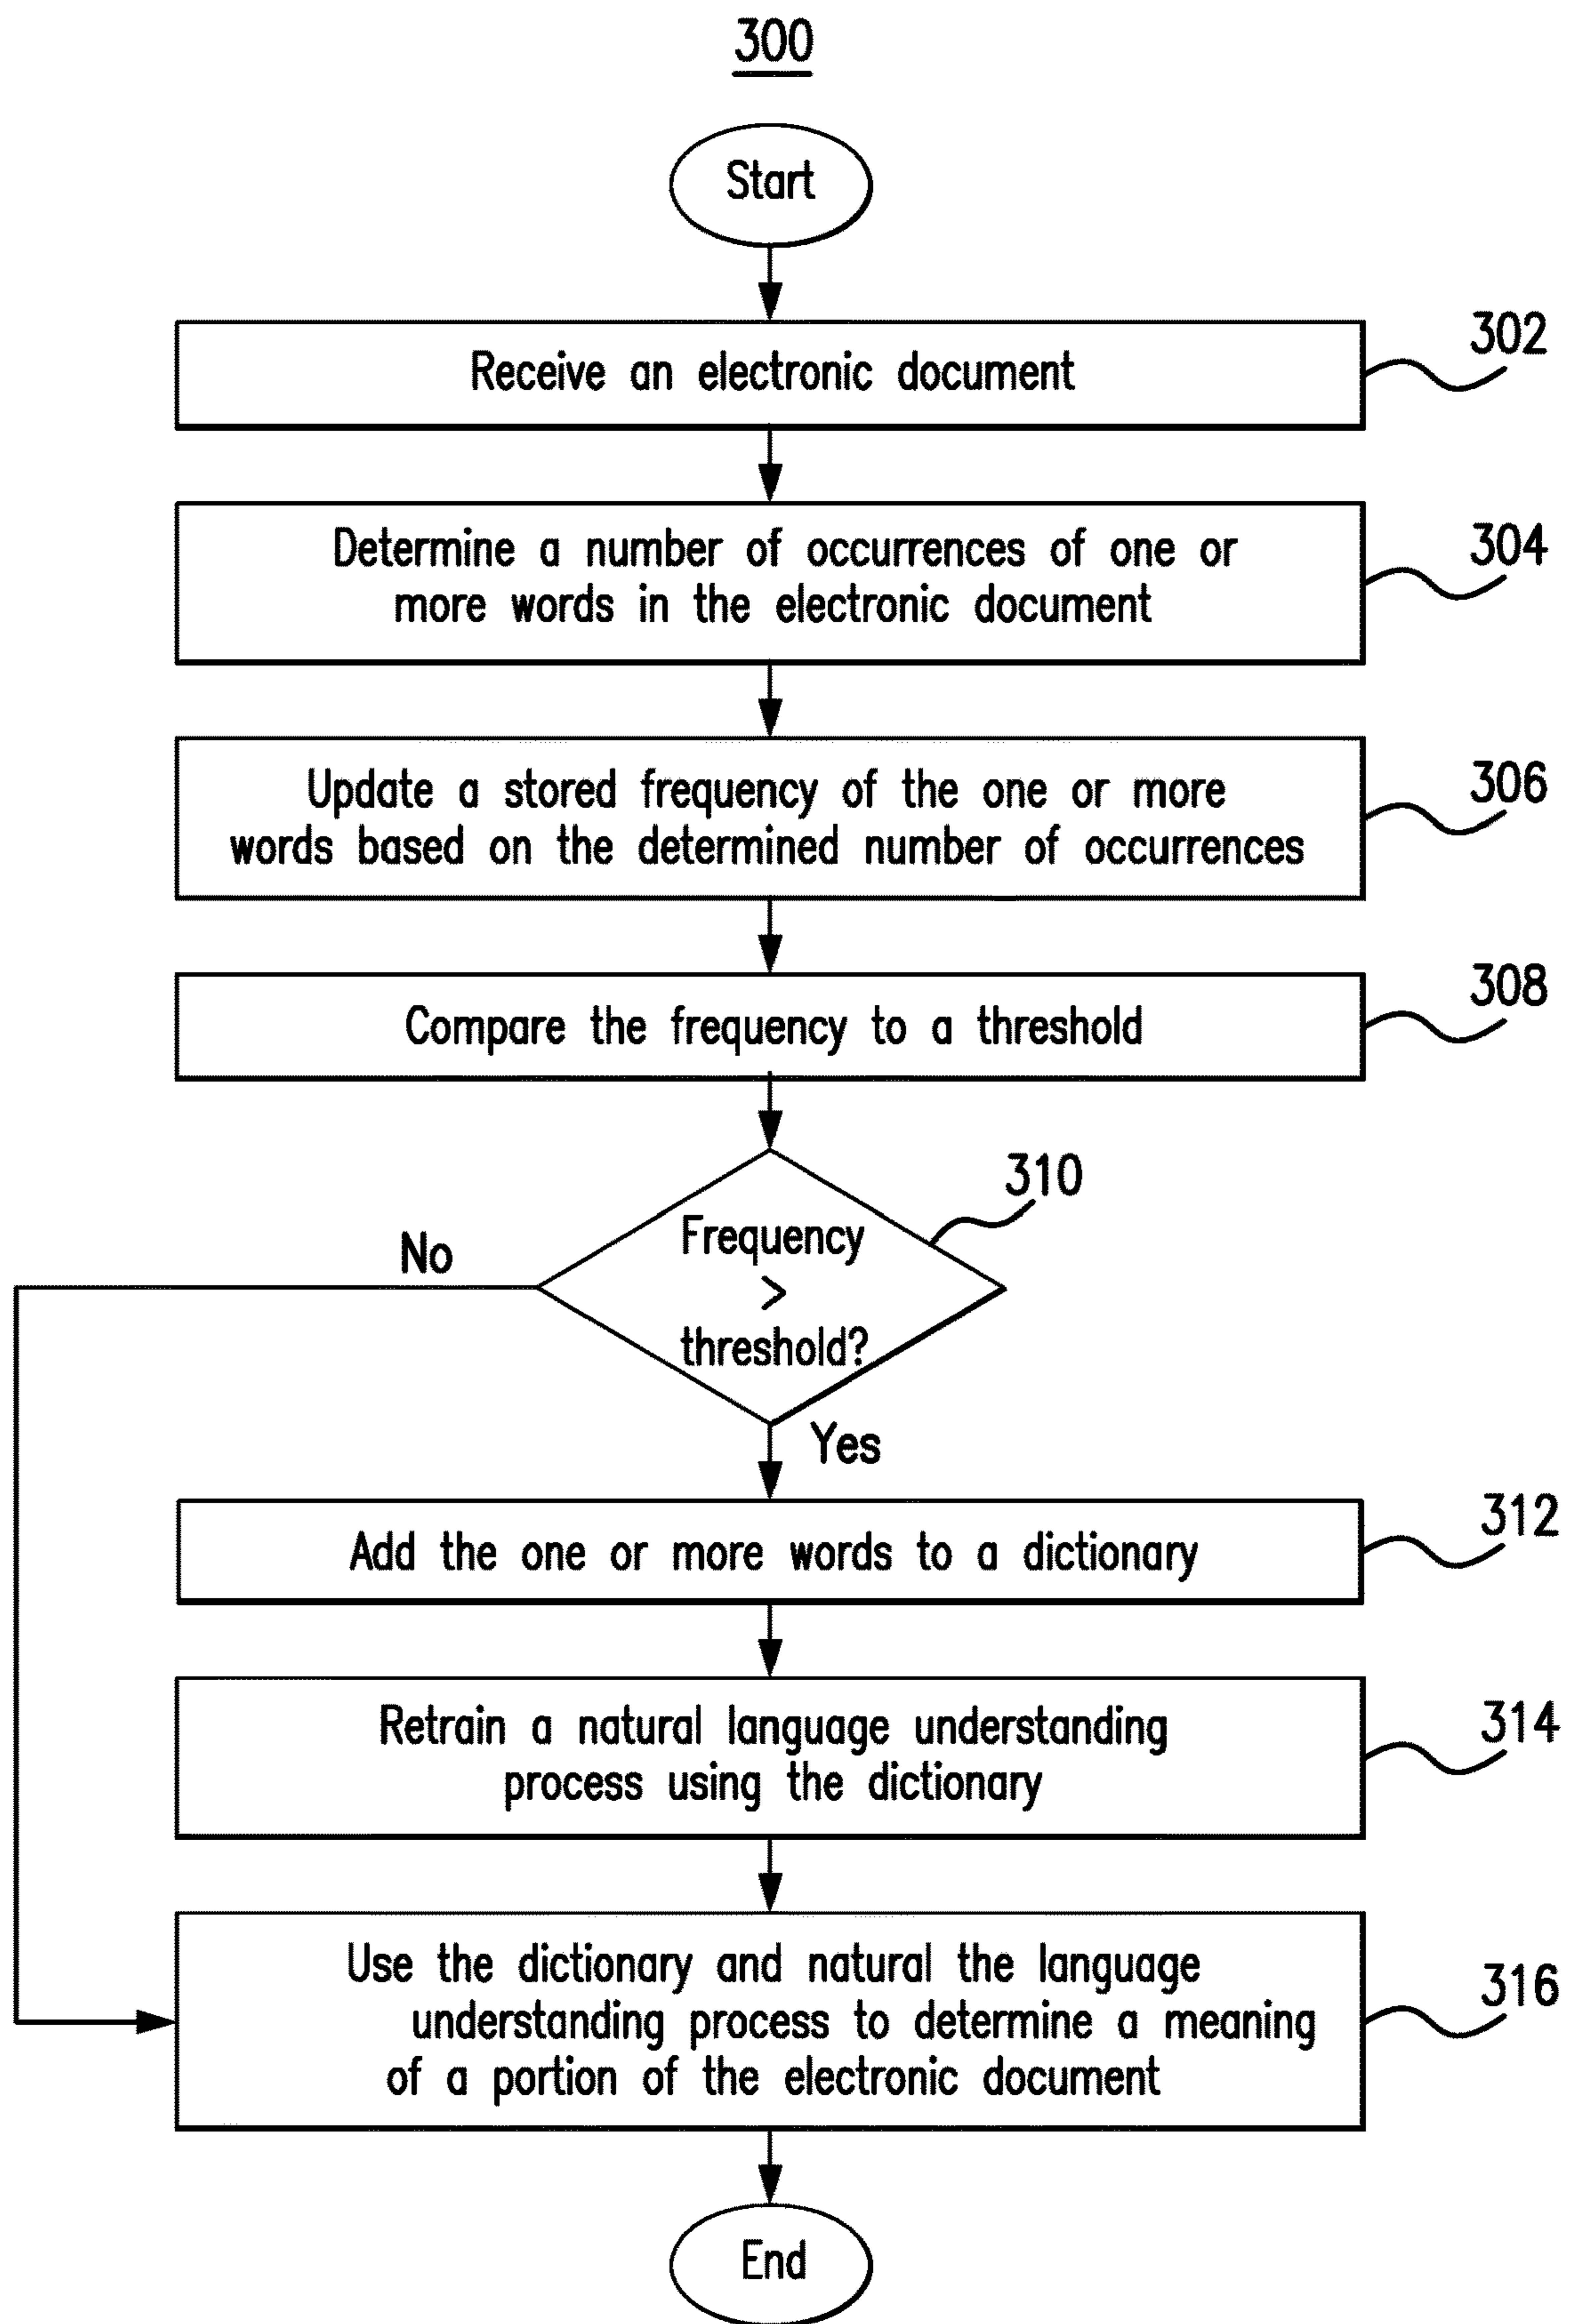 300
Start
Receive an electronic document
302
Determine a number of occurrences of one or
more words in the electronic document
304
Update a stored frequency of the one or more
words based on the determined number of occurrences
306
Compare the frequency to a threshold
308
Frequency
>
threshold?
310
No
Yes
Add the one or more words to a dictionary
312
Retrain a natural language understanding
process using the dictionary
314
Use the dictionary and natural the language
understanding process to determine a meaning
of a portion of the electronic document
316
End